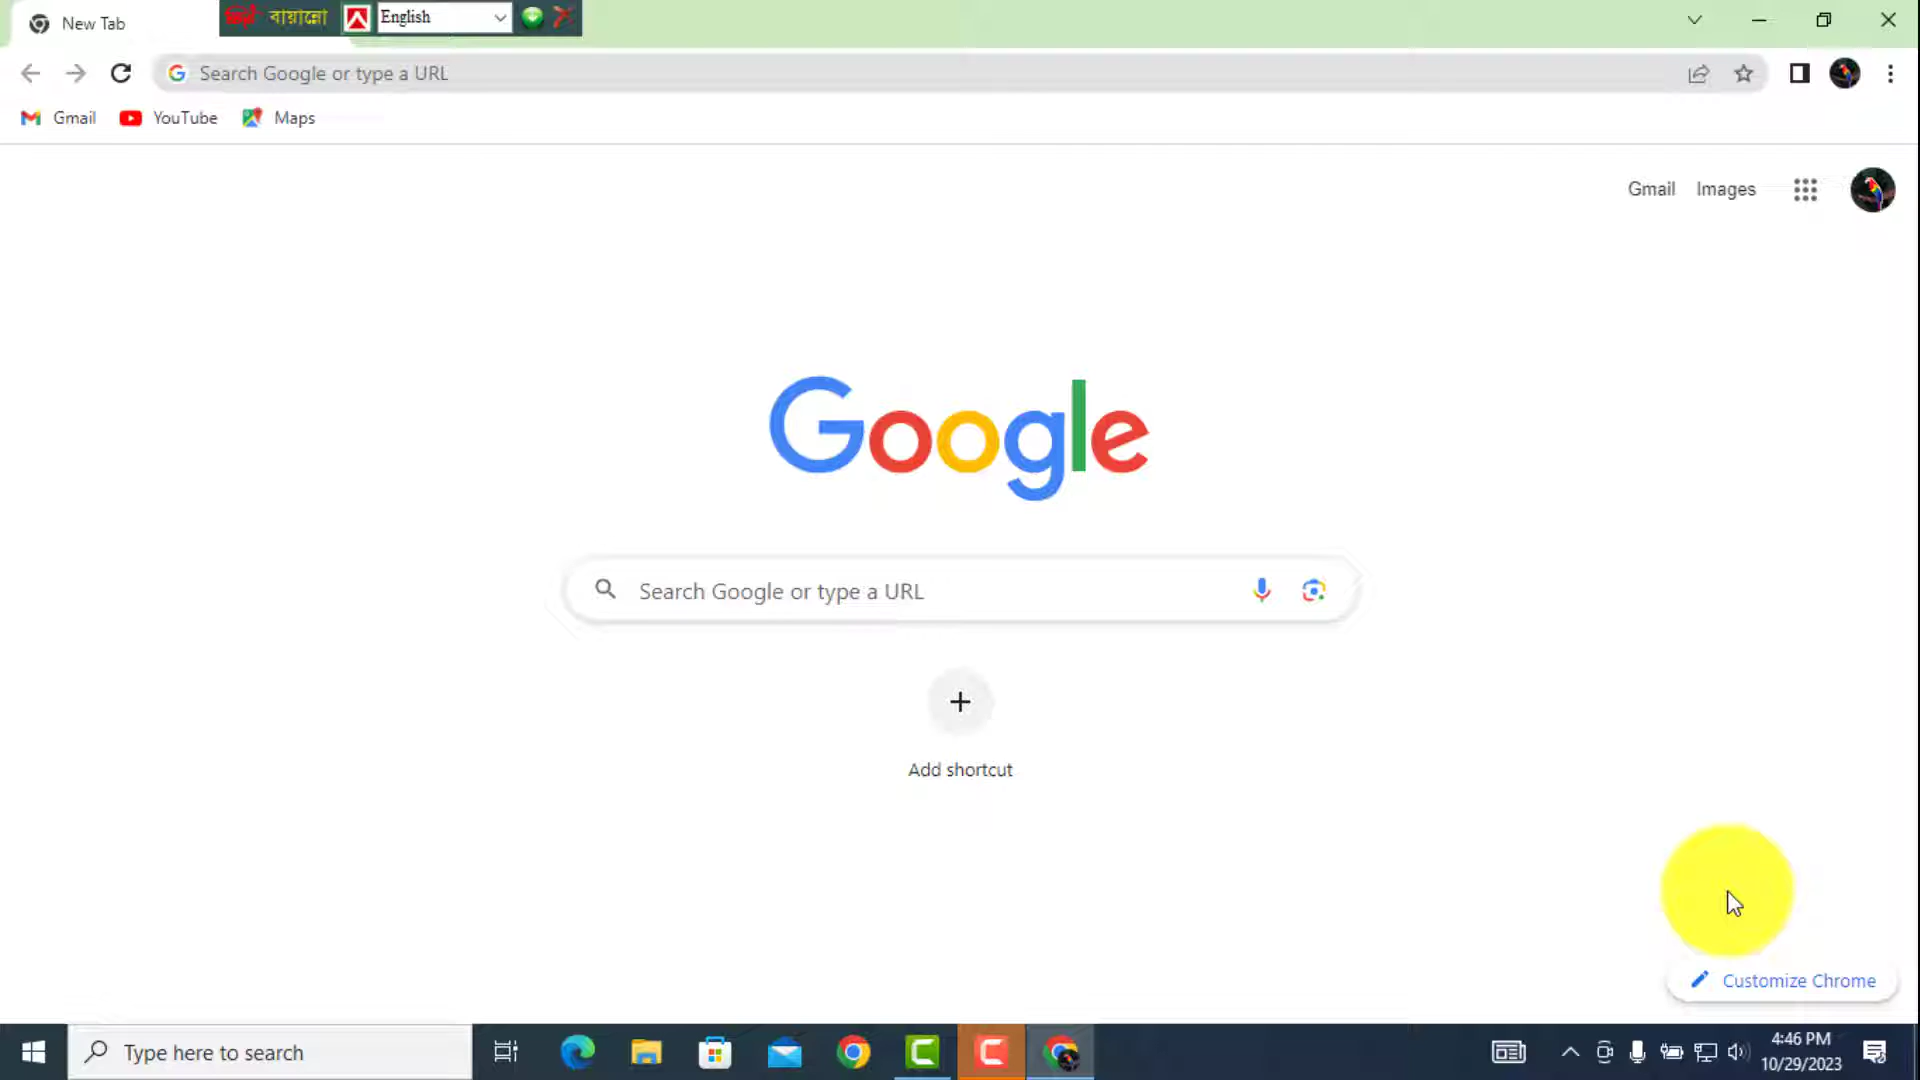 New Tab
বায়ান্নো
English
Search Google or type a URL
Gmail
YouTube
Maps
Gmail
Images
Google
Search Google or type a URL
Add shortcut
Customize Chrome
Type here to search
4:46 PM
10/29/2023